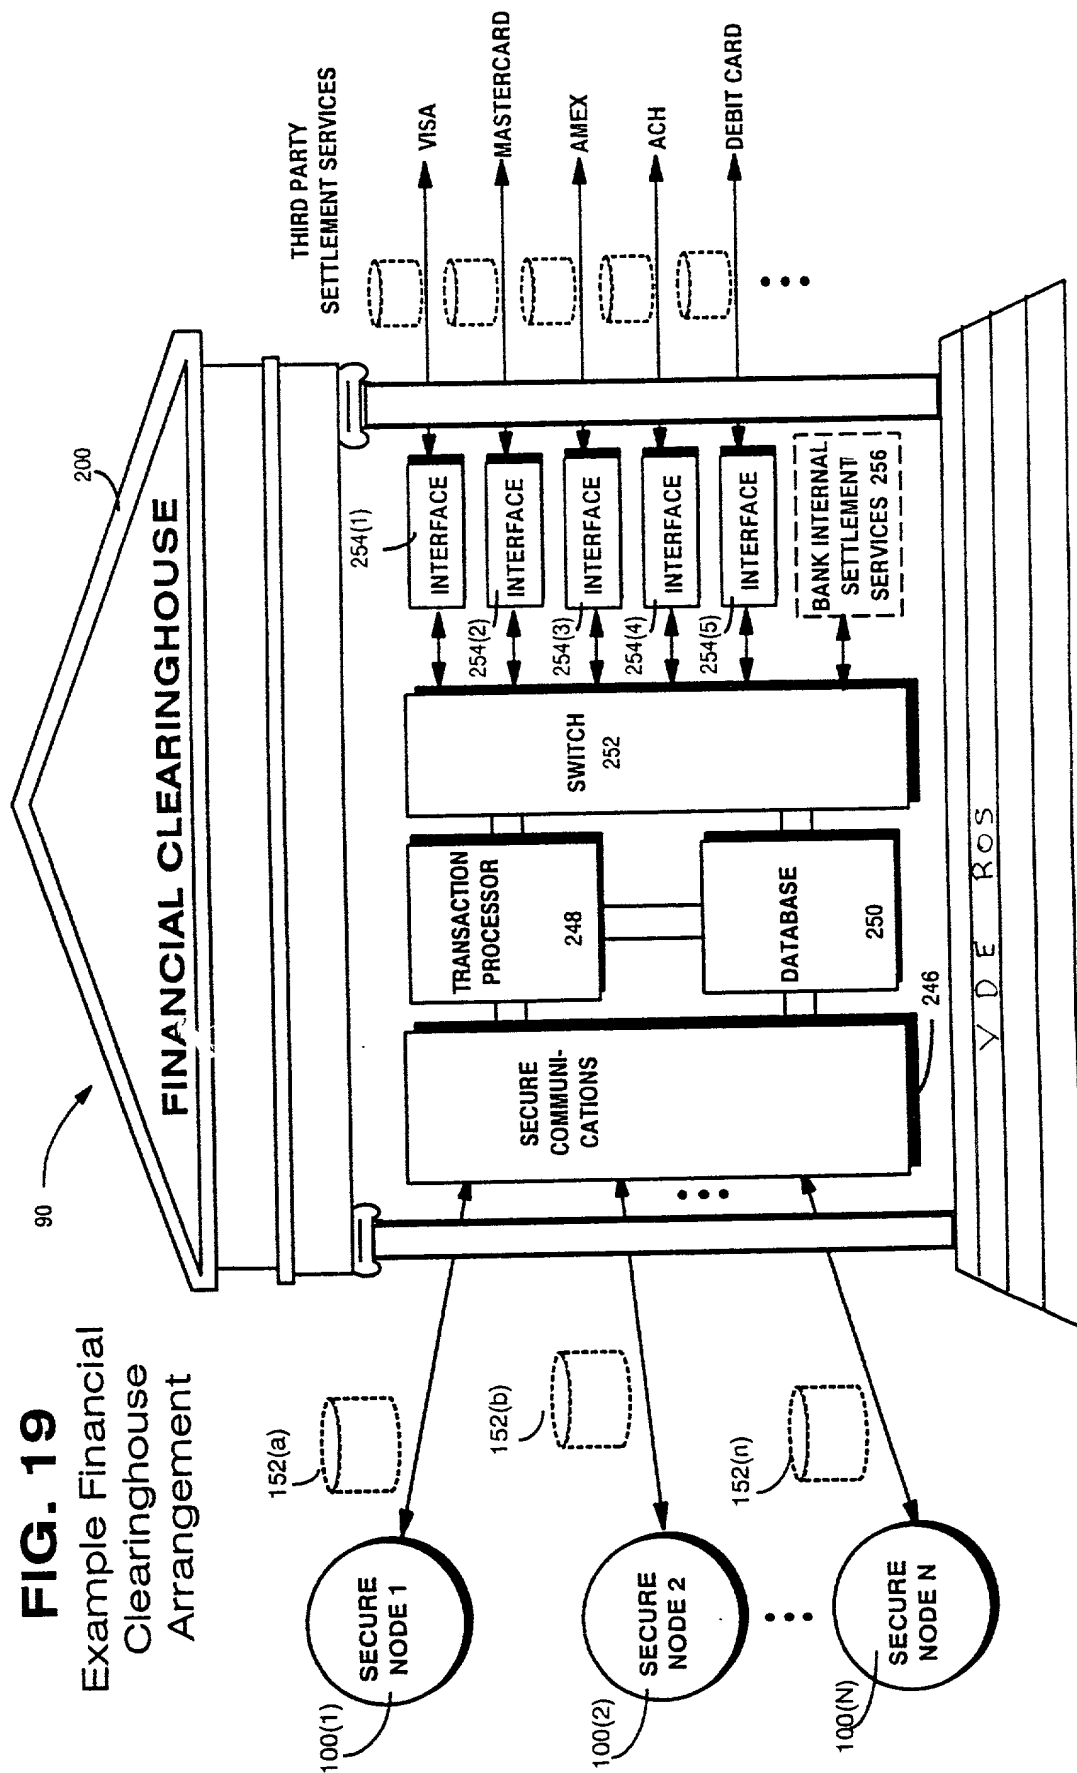 FIG. 19
Example Financial
Clearinghouse
Arrangement
90
200
FINANCIAL CLEARINGHOUSE
THIRD PARTY
SETTLEMENT SERVICES
100(1)
SECURE
NODE 1
152(a)
100(2)
SECURE
NODE 2
152(b)
100(N)
SECURE
NODE N
152(n)
SECURE
COMMUNI-
CATIONS
246
TRANSACTION
PROCESSOR
248
DATABASE
250
SWITCH
252
254(1)
INTERFACE
VISA
254(2)
INTERFACE
MASTERCARD
254(3)
INTERFACE
AMEX
254(4)
INTERFACE
ACH
254(5)
INTERFACE
DEBIT CARD
BANK INTERNAL
SETTLEMENT
SERVICES 256
VDE ROS